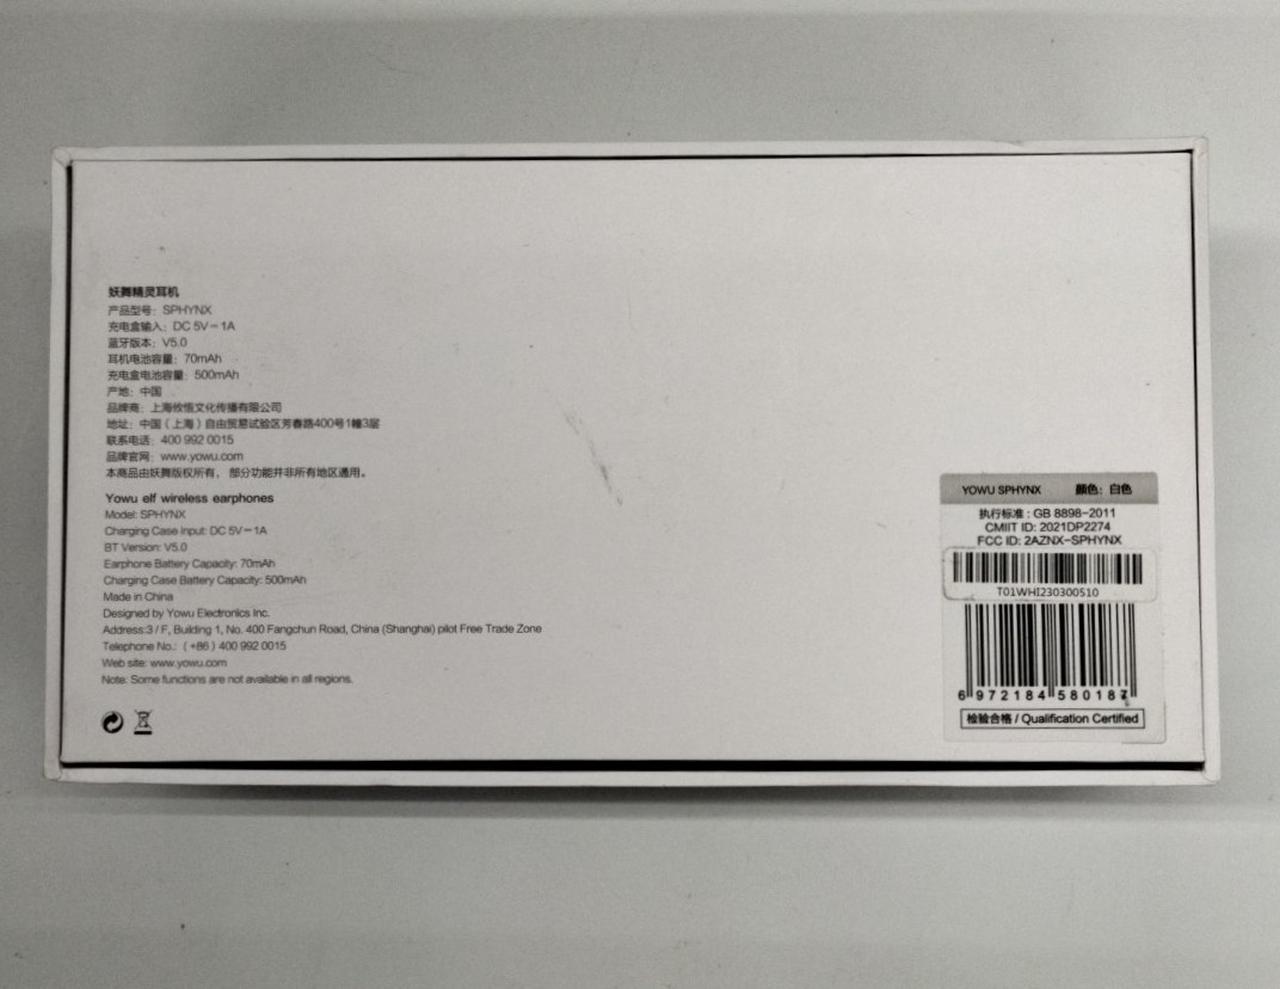 妖舞精灵耳机
产品型号：SPHYNX
充电盒输入：DC 5V⎓1A
蓝牙版本：V5.0
耳机电池容量：70mAh
充电盒电池容量：500mAh
产地：中国
品牌商：上海攸悟文化传播有限公司
地址：中国（上海）自由贸易试验区芳春路400号1幢3层
联系电话：400 992 0015
品牌官网：www.yowu.com
本商品由妖舞版权所有，部分功能并非所有地区通用。
Yowu elf wireless earphones
Model: SPHYNX
Charging Case Input: DC 5V⎓1A
BT Version: V5.0
Earphone Battery Capacity: 70mAh
Charging Case Battery Capacity: 500mAh
Made in China
Designed by Yowu Electronics Inc.
Address:3 / F, Building 1, No. 400 Fangchun Road, China (Shanghai) pilot Free Trade Zone
Telephone No.: (+86) 400 992 0015
Web site: www.yowu.com
Note: Some functions are not available in all regions.
YOWU SPHYNX 颜色：白色
执行标准：GB 8898-2011
CMIIT ID: 2021DP2274
FCC ID: 2AZNX-SPHYNX
T01WHI230300510
6 972184 580187
检验合格 / Qualification Certified